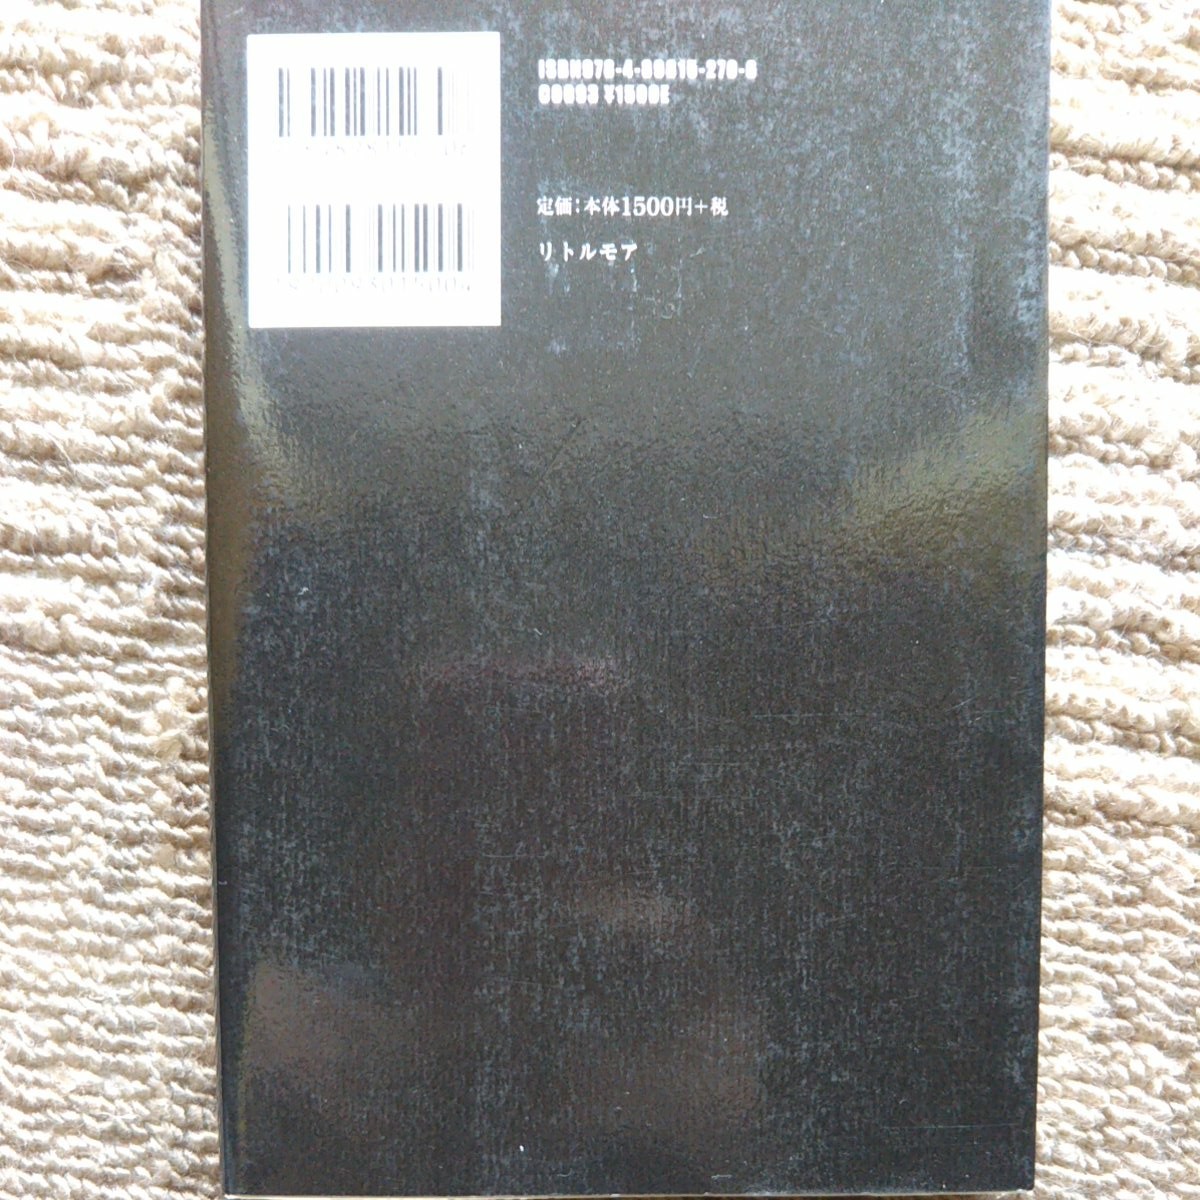 ISBN978-4-89815-270-6
C0093 ¥1500E
定価：本体1500円＋税
リトルモア